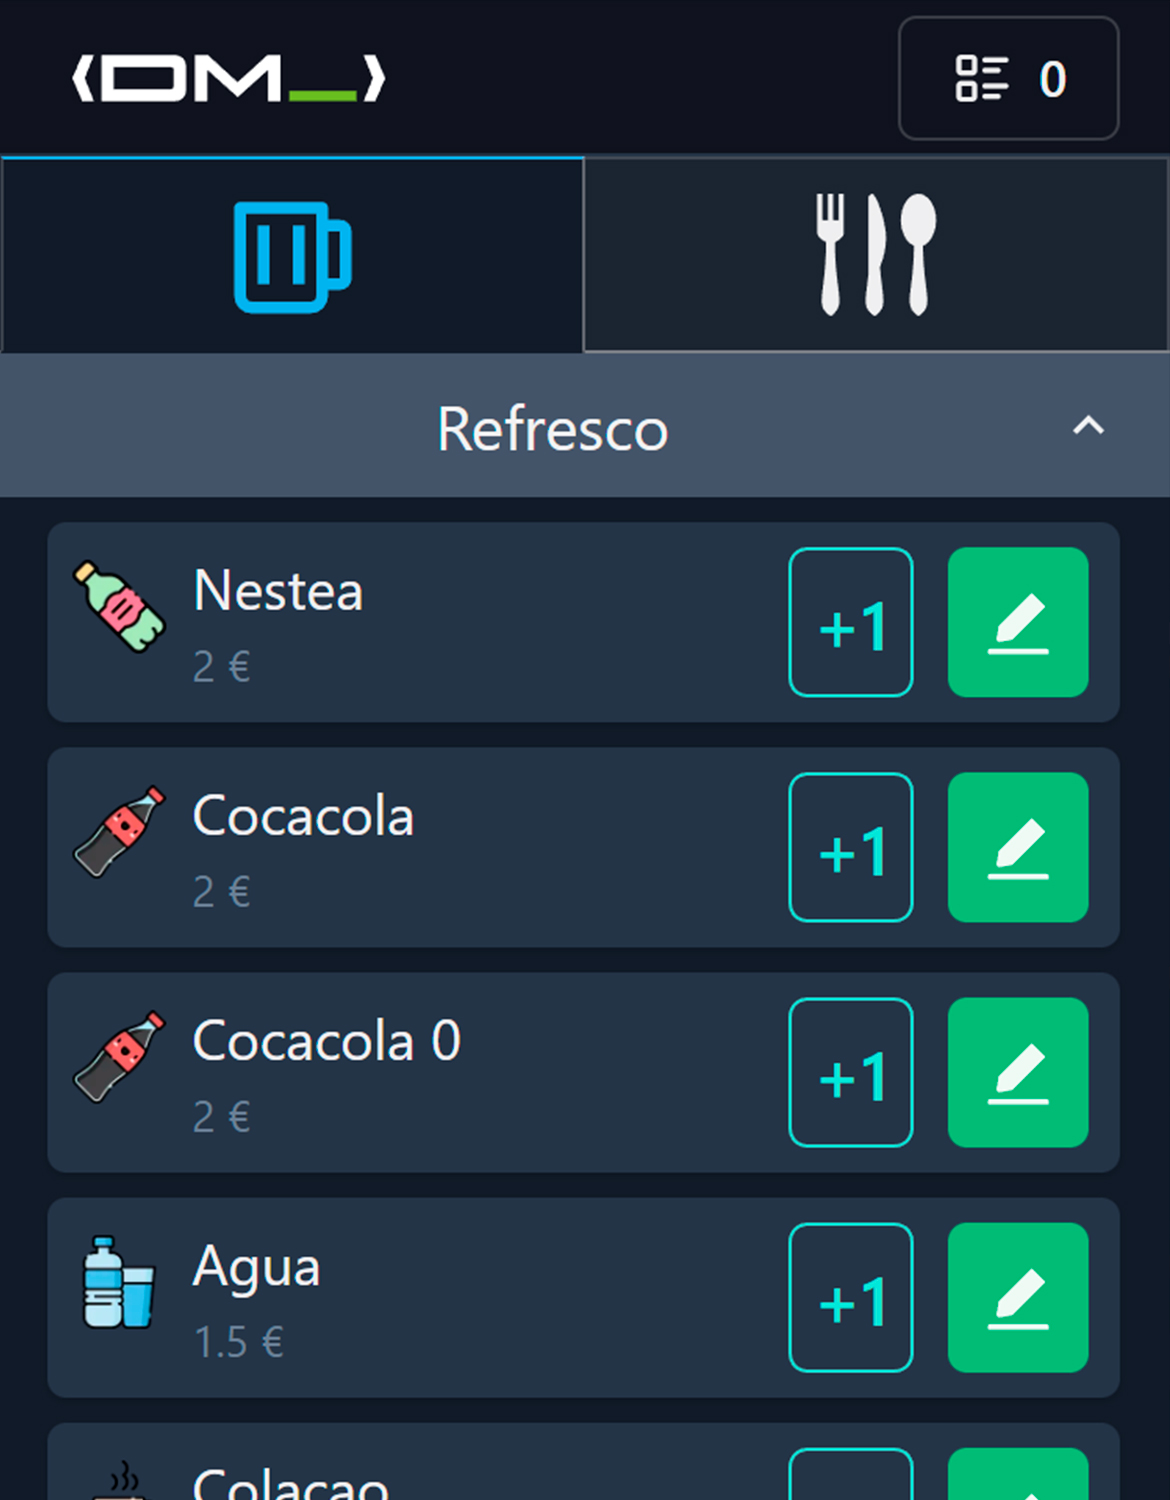 ⟨DM_⟩
0
Refresco
Nestea
2 €
+1
Cocacola
2 €
+1
Cocacola 0
2 €
+1
Agua
1.5 €
+1
Colacao